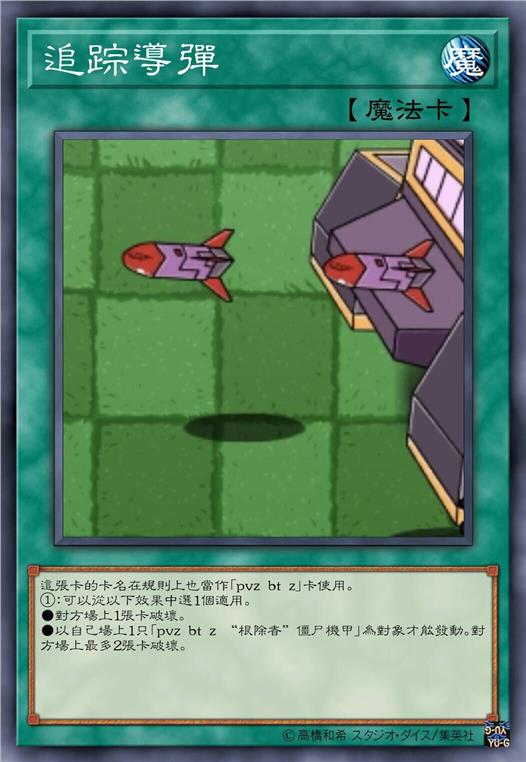 追踪導彈
魔
【魔法卡】
這張卡的卡名在規則上也當作「pvz bt z」卡使用。
①:可以從以下效果中選1個適用。
●對方場上1張卡破壞。
●以自己場上1只「pvz bt z “根除者”僵尸機甲」為對象才能發動。對
方場上最多2張卡破壞。
©高橋和希 スタジオ・ダイス/集英社
YU-G
YU-G